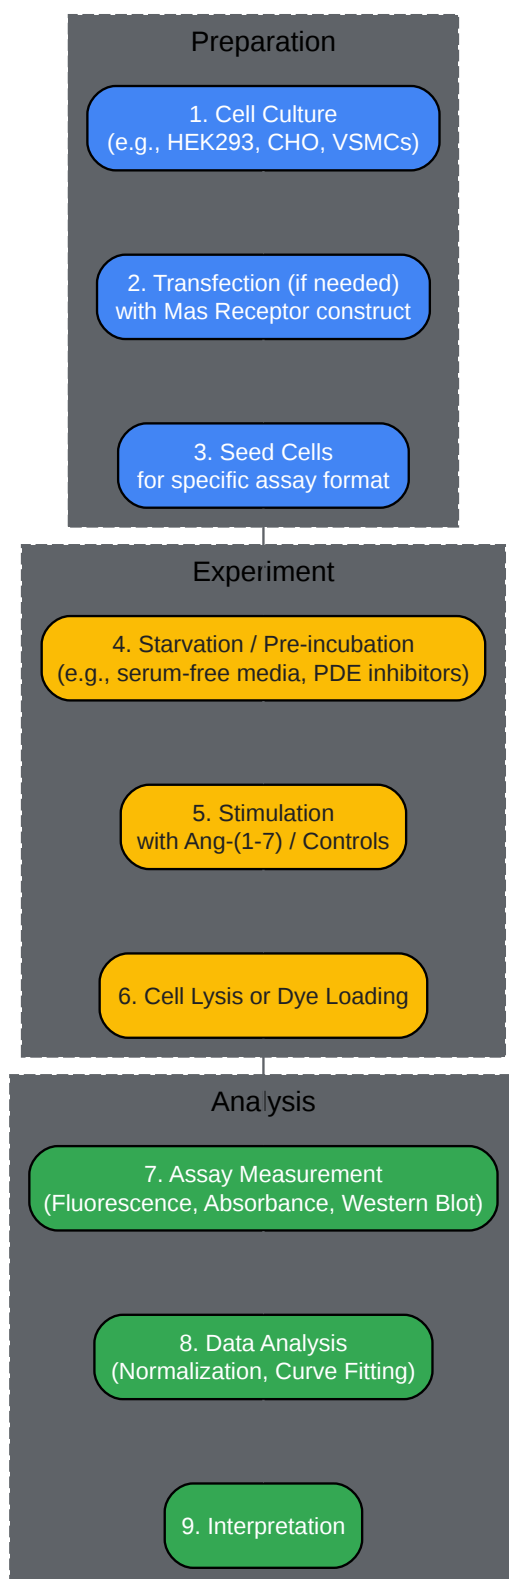 Preparation
1. Cell Culture
(e.g., HEK293, CHO, VSMCs)
2. Transfection (if needed)
with Mas Receptor construct
3. Seed Cells
for specific assay format
Experiment
4. Starvation / Pre-incubation
(e.g., serum-free media, PDE inhibitors)
5. Stimulation
with Ang-(1-7) / Controls
6. Cell Lysis or Dye Loading
Analysis
7. Assay Measurement
(Fluorescence, Absorbance, Western Blot)
8. Data Analysis
(Normalization, Curve Fitting)
9. Interpretation